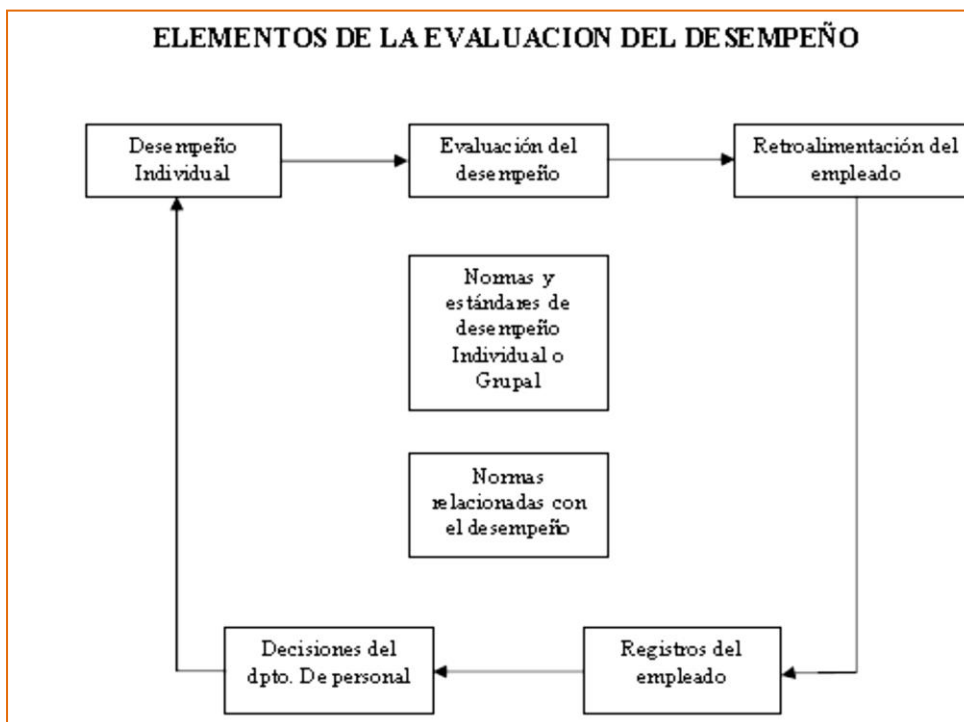 ELEMENTOS DE LA EVALUACION DEL DESEMPEÑO
Desempeño
Individual
Evaluación del
desempeño
Retroalimentación del
empleado
Normas y
estándares de
desempeño
Individual o
Grupal
Normas
relacionadas con
el desempeño
Decisiones del
dpto. De personal
Registros del
empleado